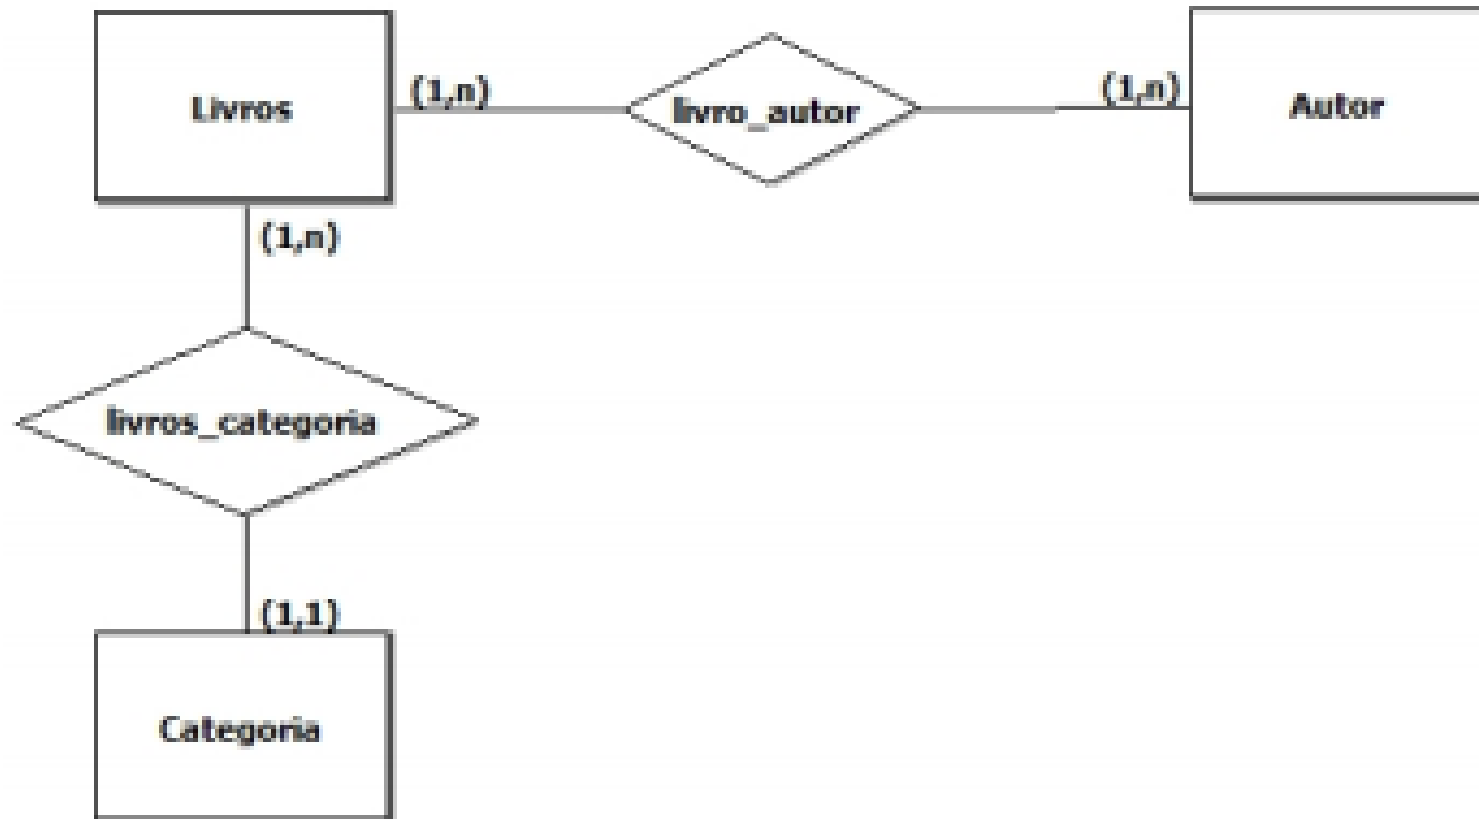 Livros
(1,n)
livro_autor
(1,n)
Autor
(1,n)
livros_categoria
(1,1)
Categoria